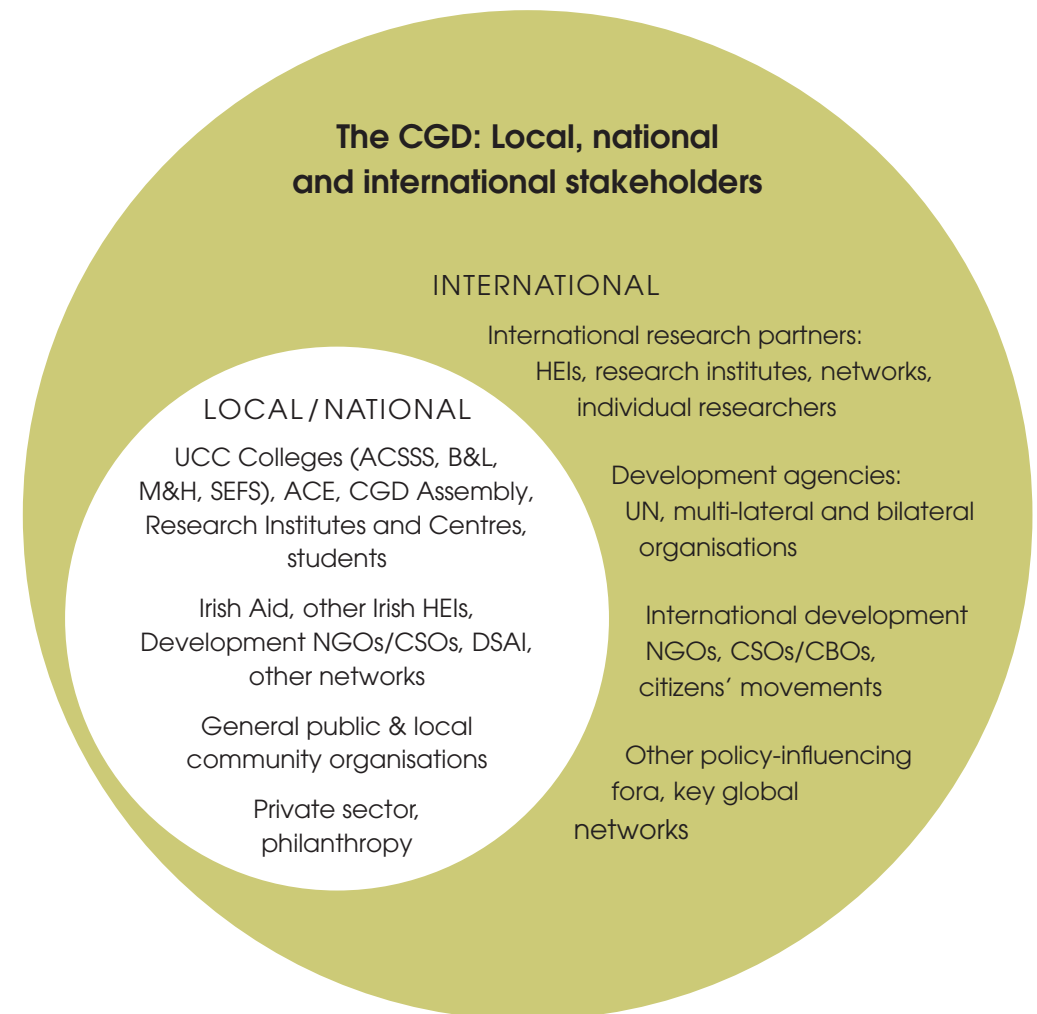 The CGD: Local, national
and international stakeholders
INTERNATIONAL
International research partners:
HEIs, research institutes, networks,
individual researchers
Development agencies:
UN, multi-lateral and bilateral
organisations
International development
NGOs, CSOs/CBOs,
citizens’ movements
Other policy-influencing
fora, key global
networks
LOCAL/NATIONAL
UCC Colleges (ACSSS, B&L,
M&H, SEFS), ACE, CGD Assembly,
Research Institutes and Centres,
students
Irish Aid, other Irish HEIs,
Development NGOs/CSOs, DSAI,
other networks
General public & local
community organisations
Private sector,
philanthropy